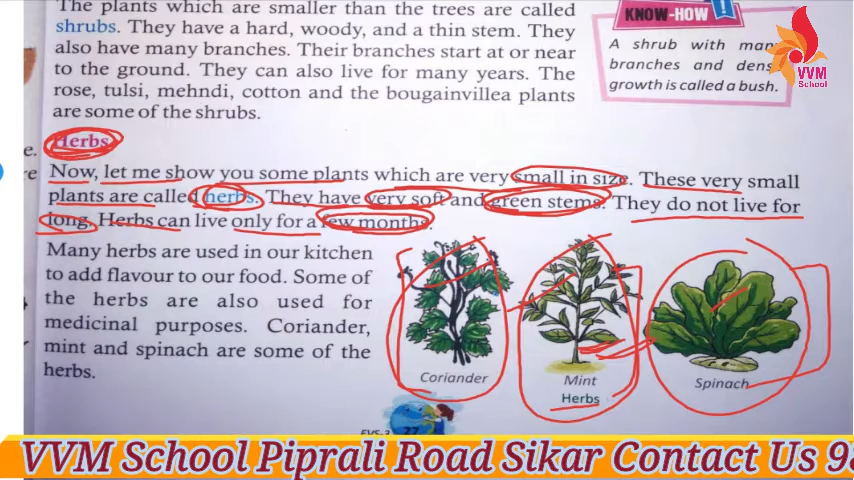 The plants which are smaller than the trees are called
shrubs. They have a hard, woody, and a thin stem. They
also have many branches. Their branches start at or near
to the ground. They can also live for many years. The
rose, tulsi, mehndi, cotton and the bougainvillea plants
are some of the shrubs.
KNOW-HOW !
A shrub with man
branches and dens
growth is called a bush.
VVM
School
e.
Herbs
re
Now, let me show you some plants which are very small in size. These very small
plants are called herbs. They have very soft and green stems. They do not live for
long. Herbs can live only for a few months.
Many herbs are used in our kitchen
to add flavour to our food. Some of
the herbs are also used for
medicinal purposes. Coriander,
mint and spinach are some of the
herbs.
Coriander
Mint
Spinach
Herbs
EVS-3
27
VVM School Piprali Road Sikar Contact Us 98